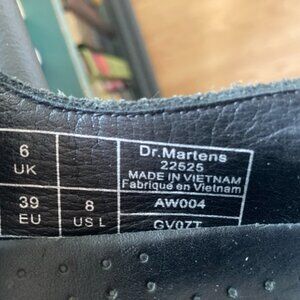 6
UK
Dr.Martens
22525
MADE IN VIETNAM
Fabriqué en Vietnam
39
EU
8
US L
AW004
GV07T